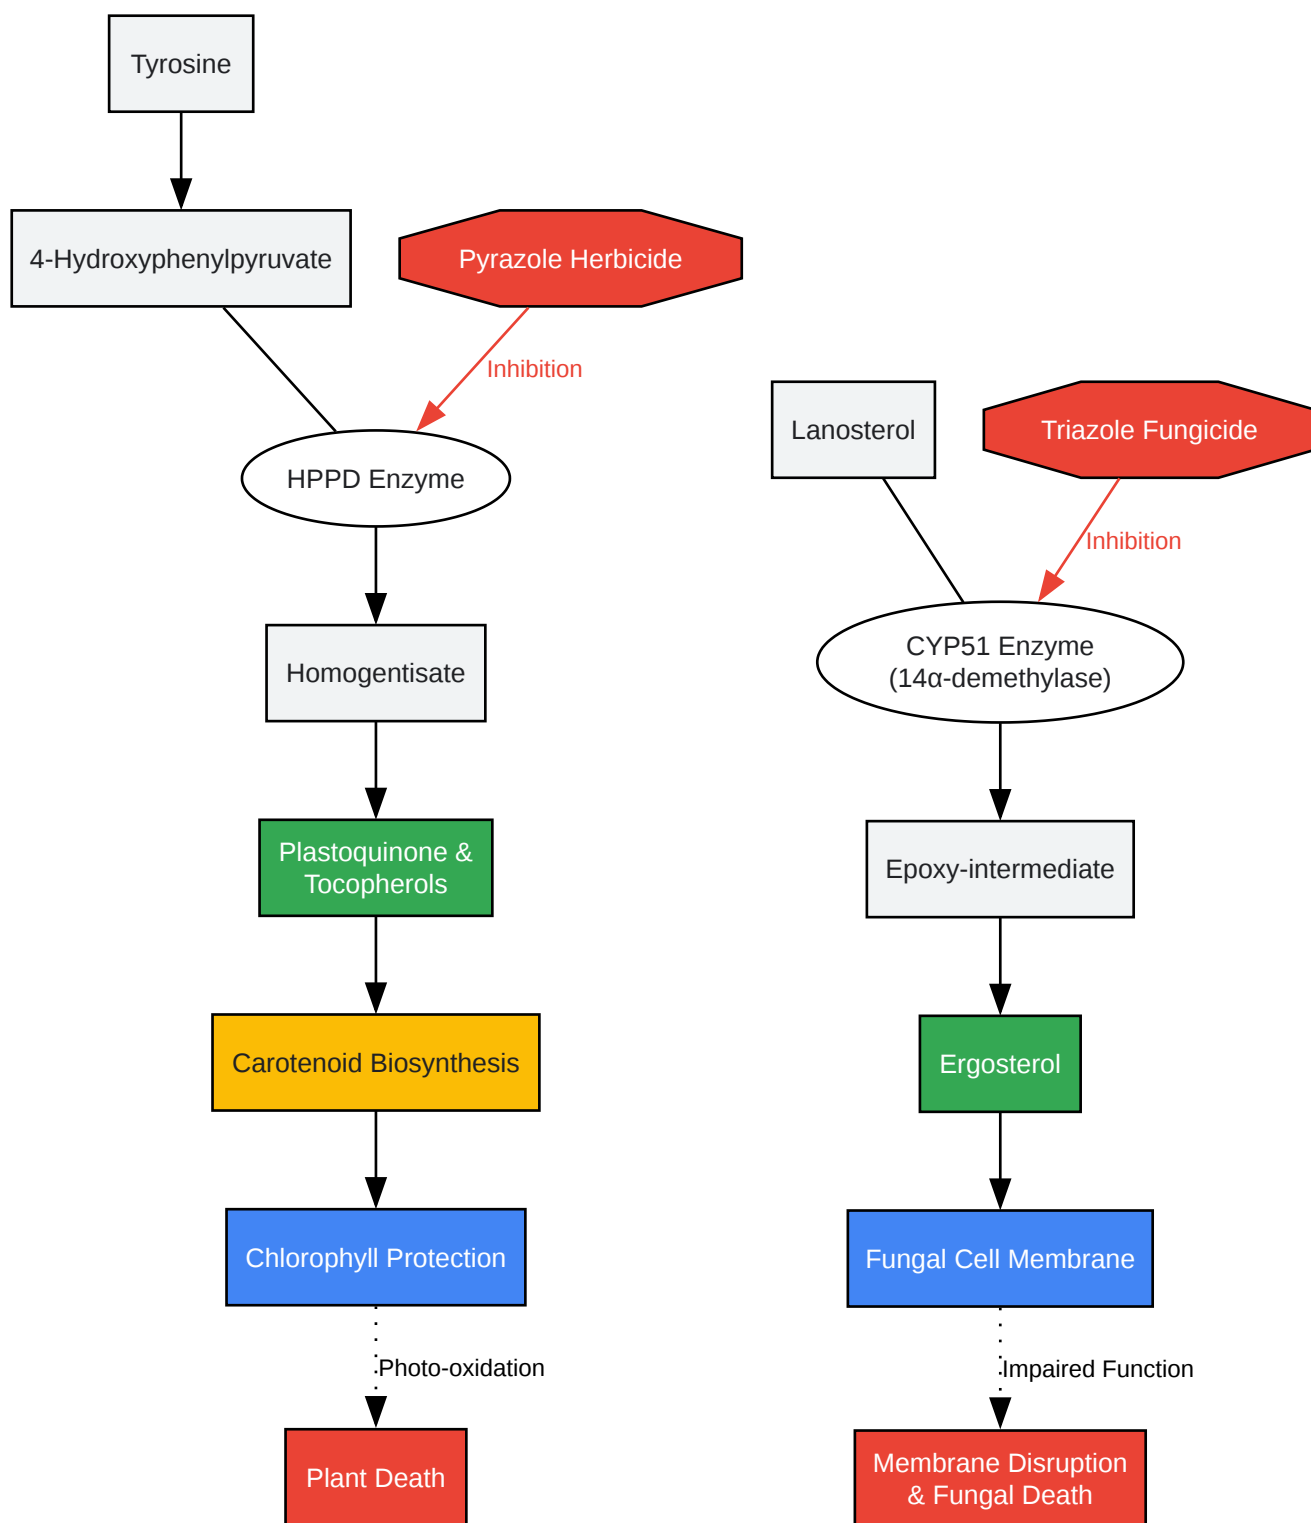 Tyrosine
4-Hydroxyphenylpyruvate
Pyrazole Herbicide
Inhibition
HPPD Enzyme
Homogentisate
Plastoquinone &
Tocopherols
Carotenoid Biosynthesis
Chlorophyll Protection
Photo-oxidation
Plant Death
Lanosterol
Triazole Fungicide
Inhibition
CYP51 Enzyme
(14α-demethylase)
Epoxy-intermediate
Ergosterol
Fungal Cell Membrane
Impaired Function
Membrane Disruption
& Fungal Death